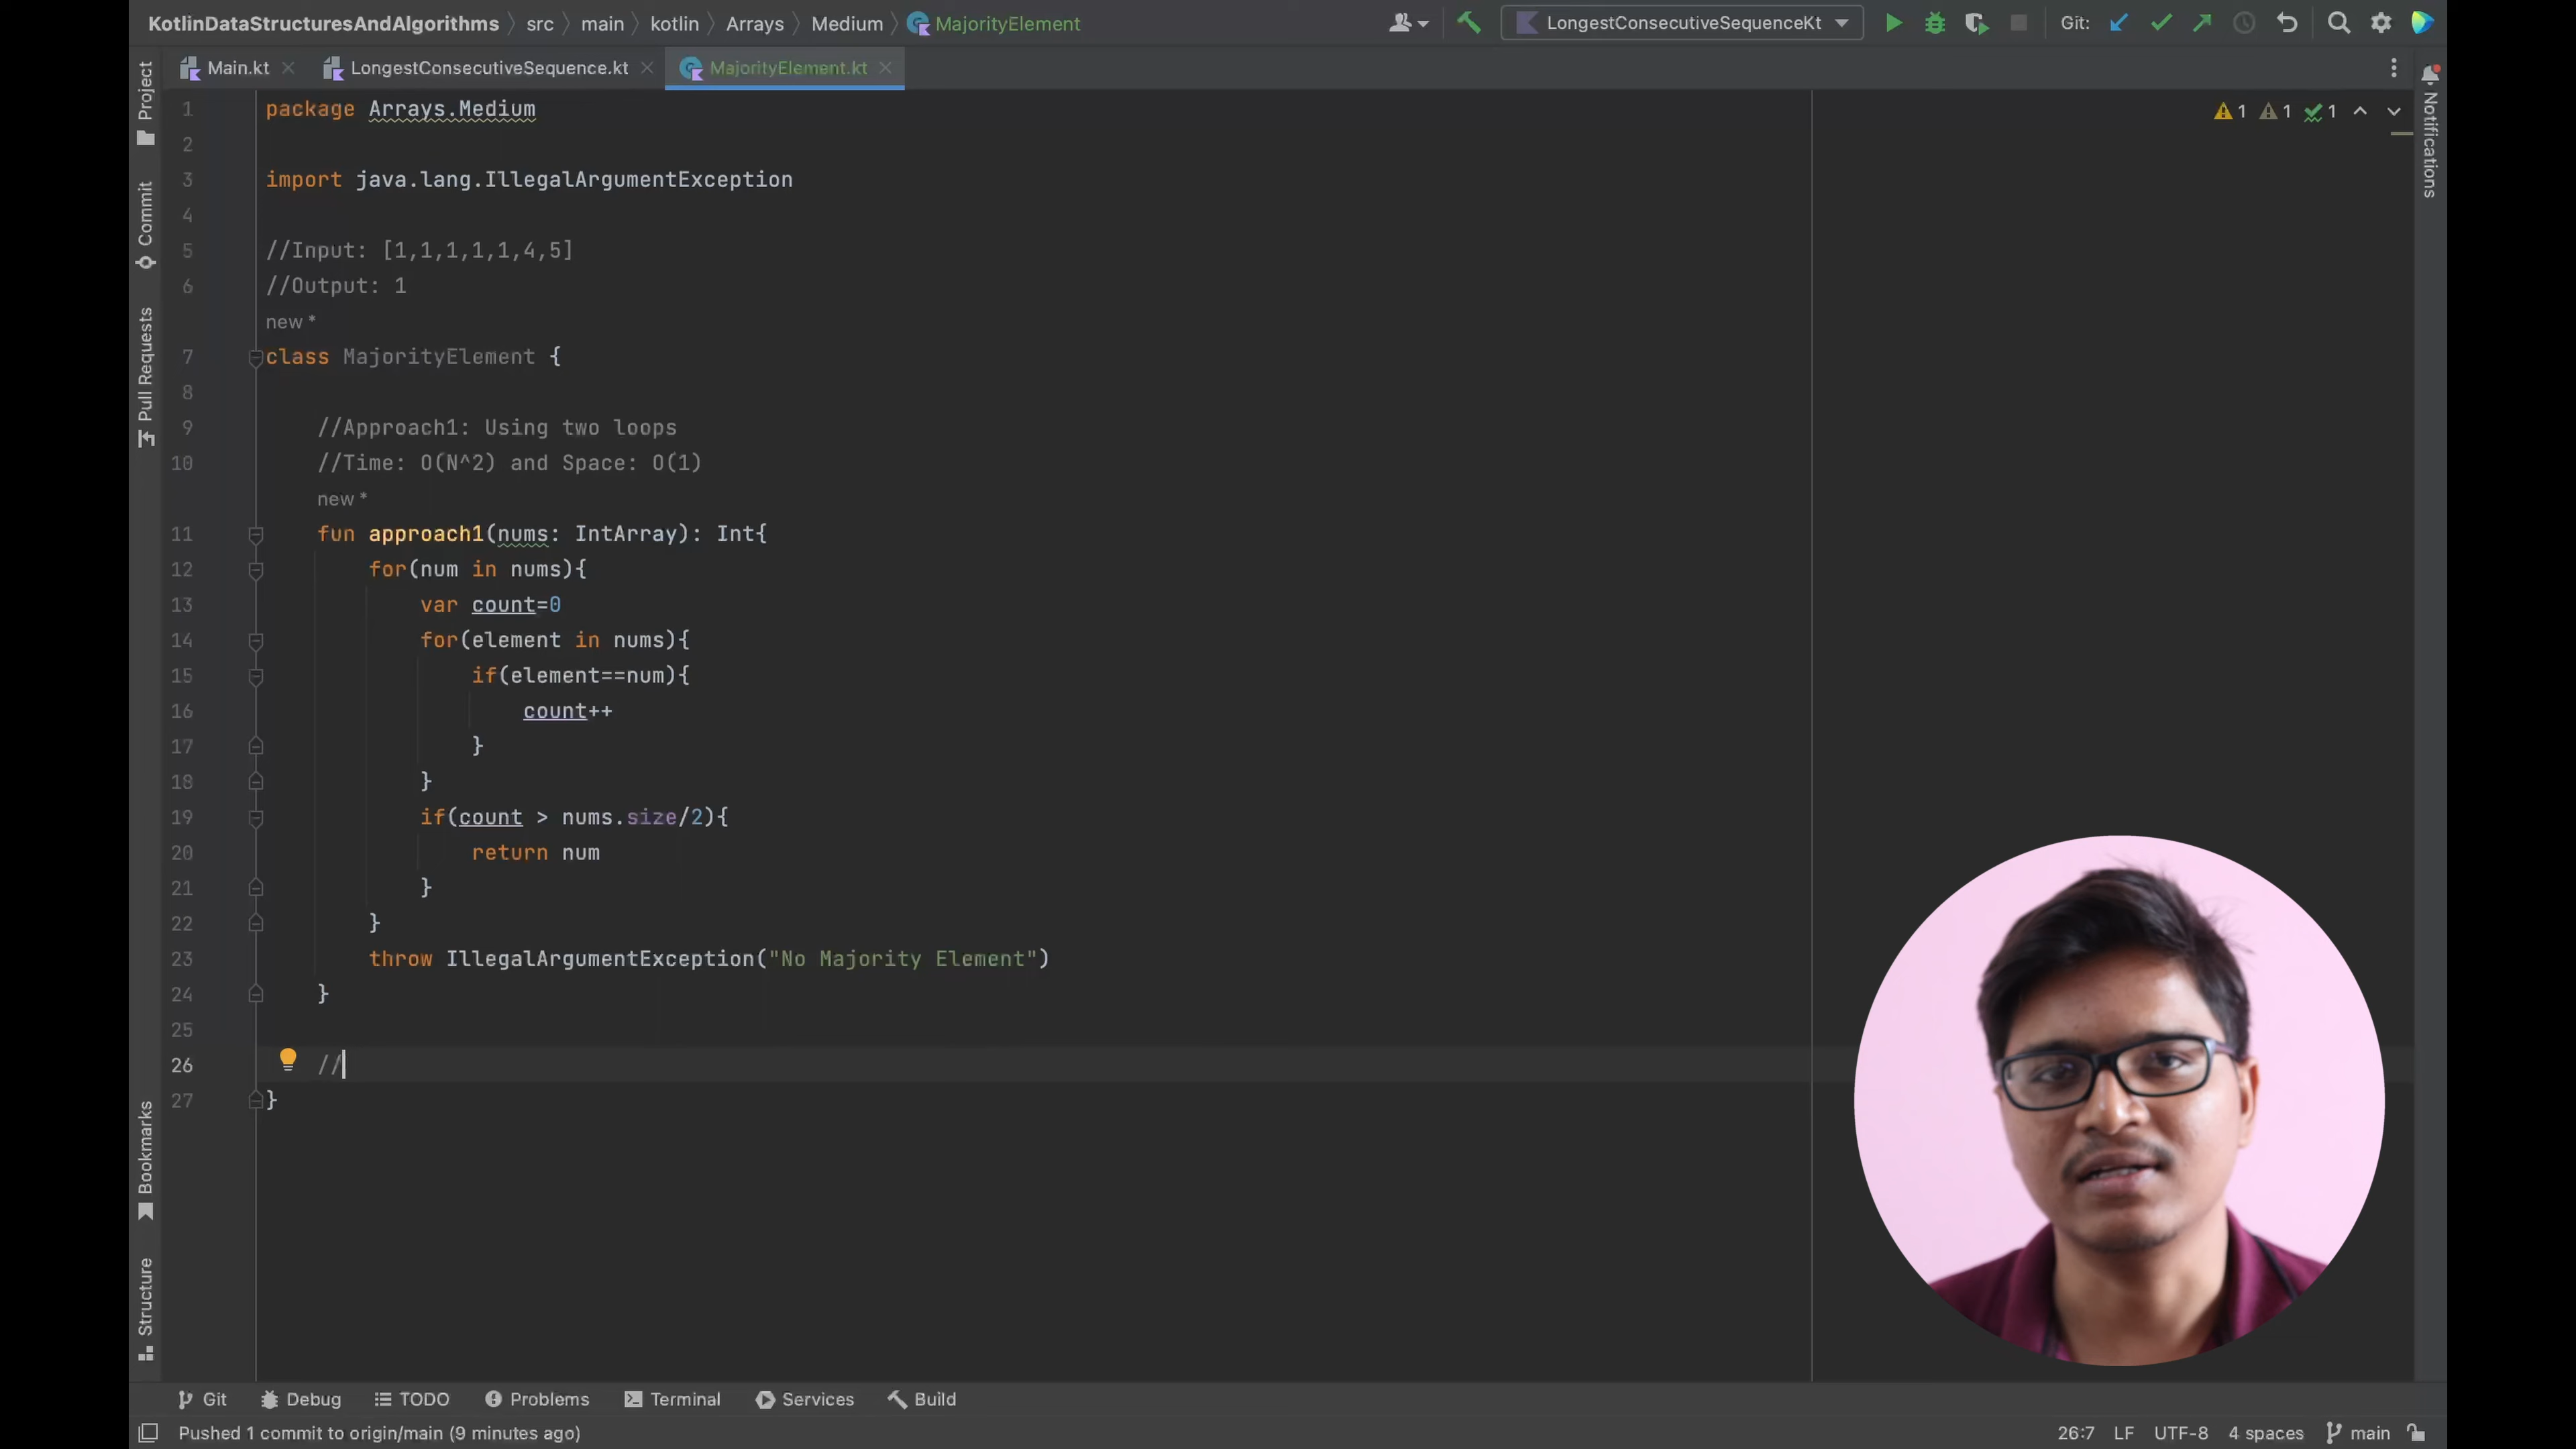 KotlinDataStructuresAndAlgorithms src main kotlin Arrays Medium MajorityElement
LongestConsecutiveSequenceKt
Git:
Main.kt
LongestConsecutiveSequence.kt
MajorityElement.kt
Project
Commit
Pull Requests
Bookmarks
Structure
Notifications
1 1 1
1 package Arrays.Medium
2
3 import java.lang.IllegalArgumentException
4
5 //Input: [1,1,1,1,1,4,5]
6 //Output: 1
new *
7 class MajorityElement {
8
9 //Approach1: Using two loops
10 //Time: O(N^2) and Space: O(1)
new *
11 fun approach1(nums: IntArray): Int{
12 for(num in nums){
13 var count=0
14 for(element in nums){
15 if(element==num){
16 count++
17 }
18 }
19 if(count > nums.size/2){
20 return num
21 }
22 }
23 throw IllegalArgumentException("No Majority Element")
24 }
25
26 //
27 }
Git Debug TODO Problems Terminal Services Build
Pushed 1 commit to origin/main (9 minutes ago)
26:7 LF UTF-8 4 spaces main